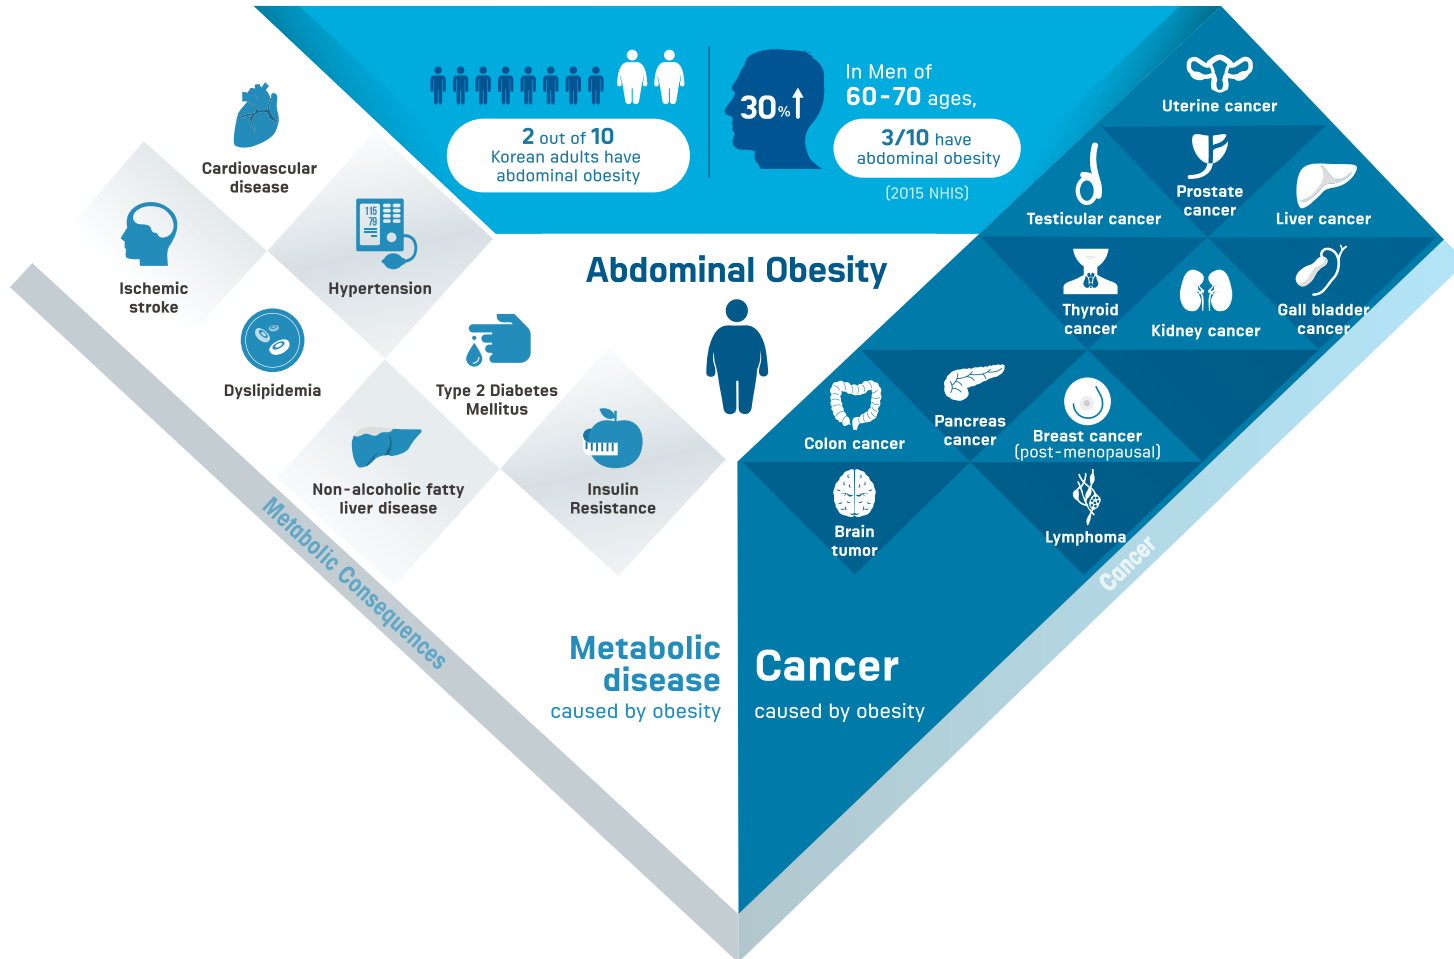 2 out of 10
Korean adults have
abdominal obesity
30%
In Men of
60-70 ages,
3/10 have
abdominal obesity
(2015 NHIS)
Abdominal Obesity
Cardiovascular
disease
Ischemic
stroke
115
79
Hypertension
Dyslipidemia
Type 2 Diabetes
Mellitus
Non-alcoholic fatty
liver disease
Insulin
Resistance
Metabolic Consequences
Metabolic
disease
caused by obesity
Uterine cancer
Testicular cancer
Prostate
cancer
Liver cancer
Thyroid
cancer
Kidney cancer
Gall bladder
cancer
Colon cancer
Pancreas
cancer
Breast cancer
(post-menopausal)
Brain
tumor
Lymphoma
Cancer
Cancer
caused by obesity